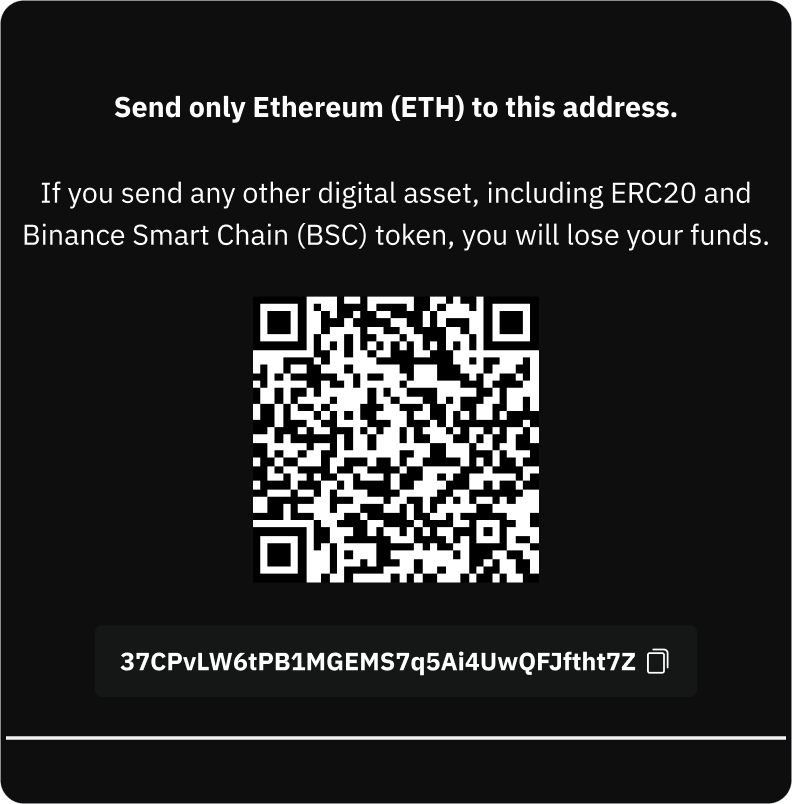 Send only Ethereum (ETH) to this address.
If you send any other digital asset, including ERC20 and
Binance Smart Chain (BSC) token, you will lose your funds.
37CPvLW6tPB1MGEMS7q5Ai4UwQFJftht7Z